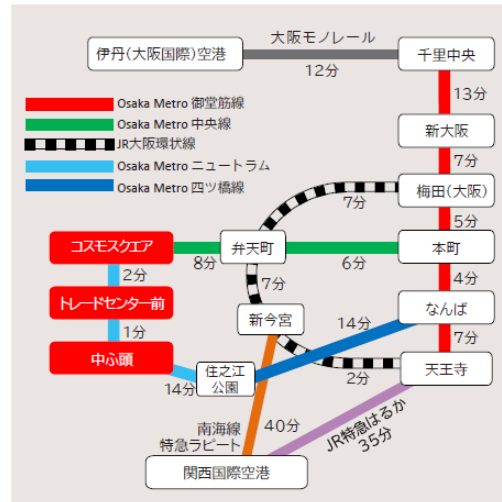 大阪モノレール
伊丹(大阪国際)空港
千里中央
12分
13分
Osaka Metro 御堂筋線
Osaka Metro 中央線
JR大阪環状線
Osaka Metro ニュートラム
Osaka Metro 四ツ橋線
新大阪
7分
梅田(大阪)
7分
5分
コスモスクエア
弁天町
本町
8分
6分
2分
7分
4分
トレードセンター前
新今宮
なんば
1分
14分
7分
中ふ頭
住之江
公園
天王寺
14分
2分
南海線
特急ラピート
40分
JR特急はるか
35分
関西国際空港